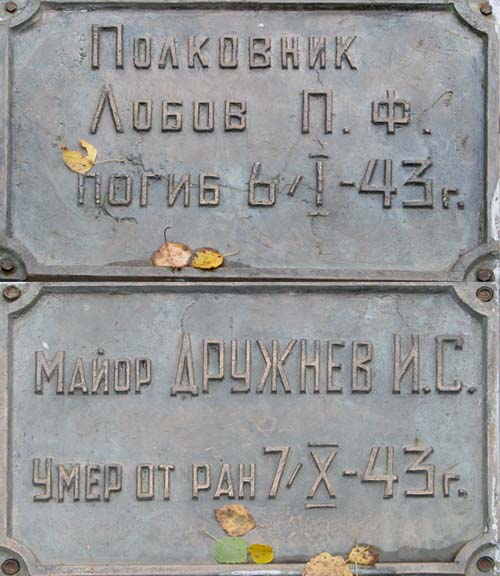 Полковник
Лобов П. Ф.
погиб 6/I-43г.
Майор Дружнев И.С.
умер от ран 7/X-43г.